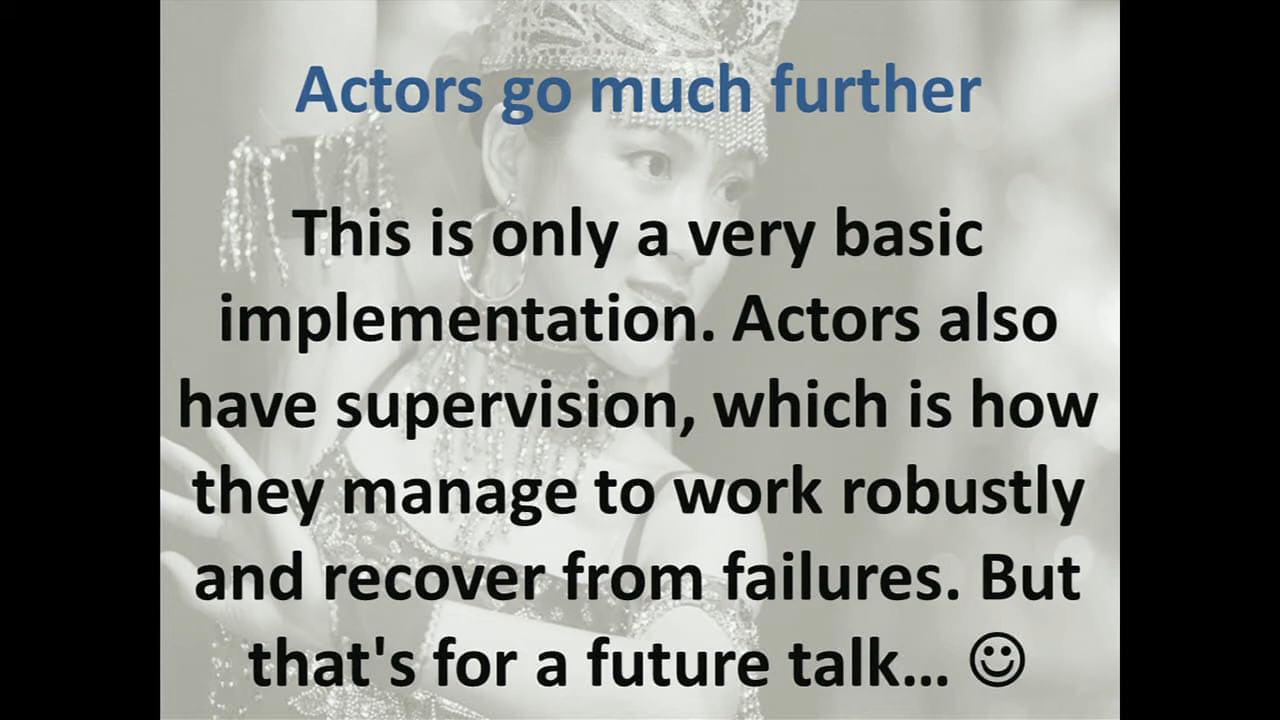 Actors go much further
This is only a very basic
implementation. Actors also
have supervision, which is how
they manage to work robustly
and recover from failures. But
that's for a future talk... ☺